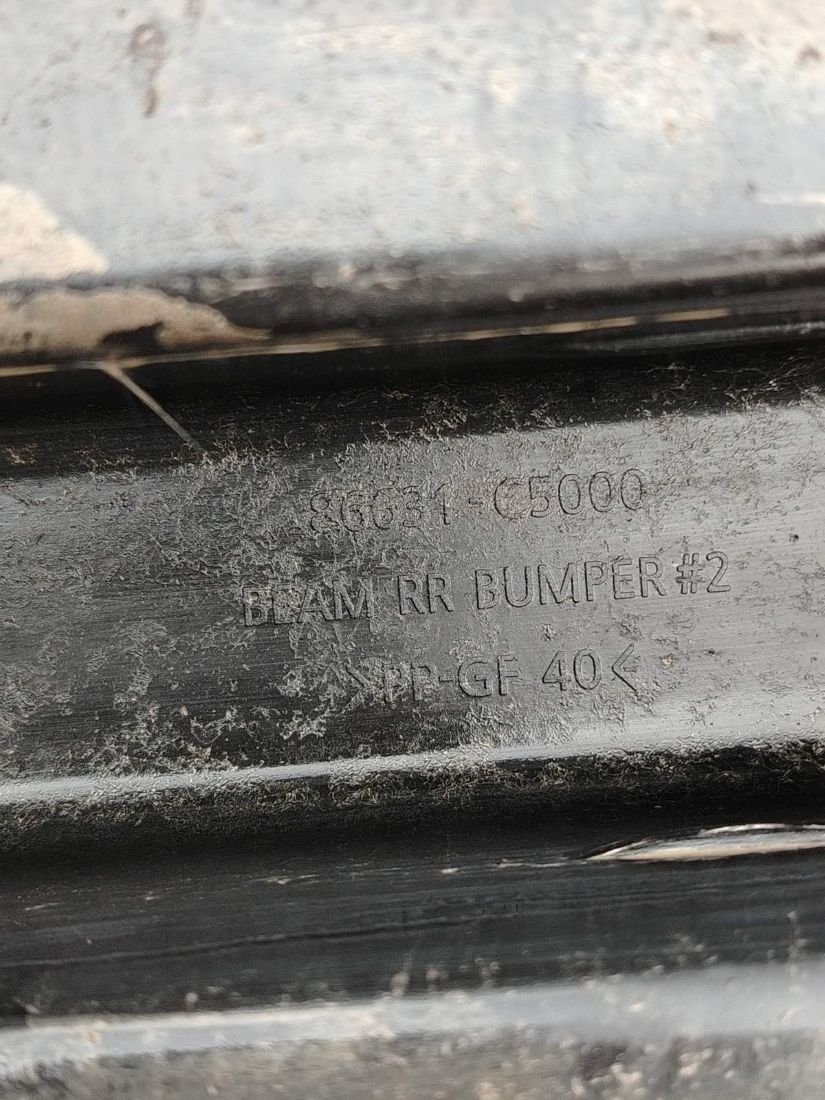 86631-C5000
BEAM RR BUMPER #2
>PP-GF 40<